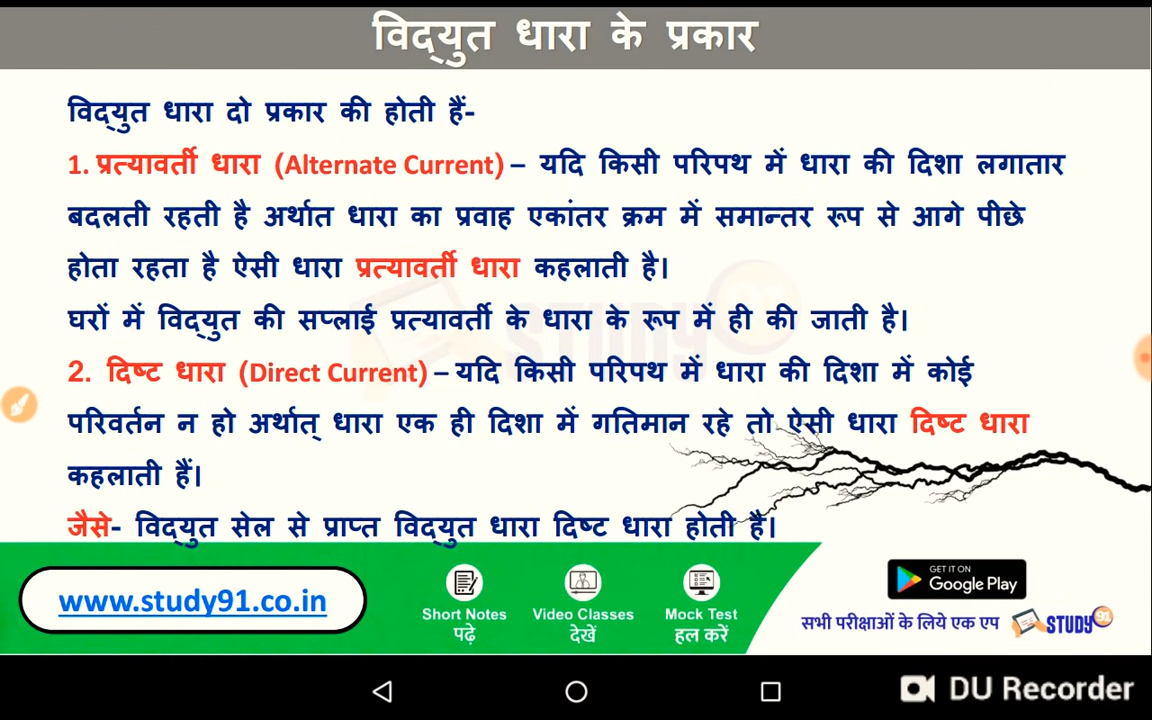 विद्युत धारा के प्रकार
विद्युत धारा दो प्रकार की होती हैं-
1. प्रत्यावर्ती धारा (Alternate Current) – यदि किसी परिपथ में धारा की दिशा लगातार
बदलती रहती है अर्थात धारा का प्रवाह एकांतर क्रम में समान्तर रूप से आगे पीछे
होता रहता है ऐसी धारा प्रत्यावर्ती धारा कहलाती है।
घरों में विद्युत की सप्लाई प्रत्यावर्ती के धारा के रूप में ही की जाती है।
2. दिष्ट धारा (Direct Current) – यदि किसी परिपथ में धारा की दिशा में कोई
परिवर्तन न हो अर्थात् धारा एक ही दिशा में गतिमान रहे तो ऐसी धारा दिष्ट धारा
कहलाती हैं।
जैसे- विद्युत सेल से प्राप्त विद्युत धारा दिष्ट धारा होती है।
STUDY 91
www.study91.co.in
Short Notes
पढ़े
Video Classes
देखें
Mock Test
हल करें
GET IT ON
Google Play
सभी परीक्षाओं के लिये एक एप
STUDY 91
DU Recorder